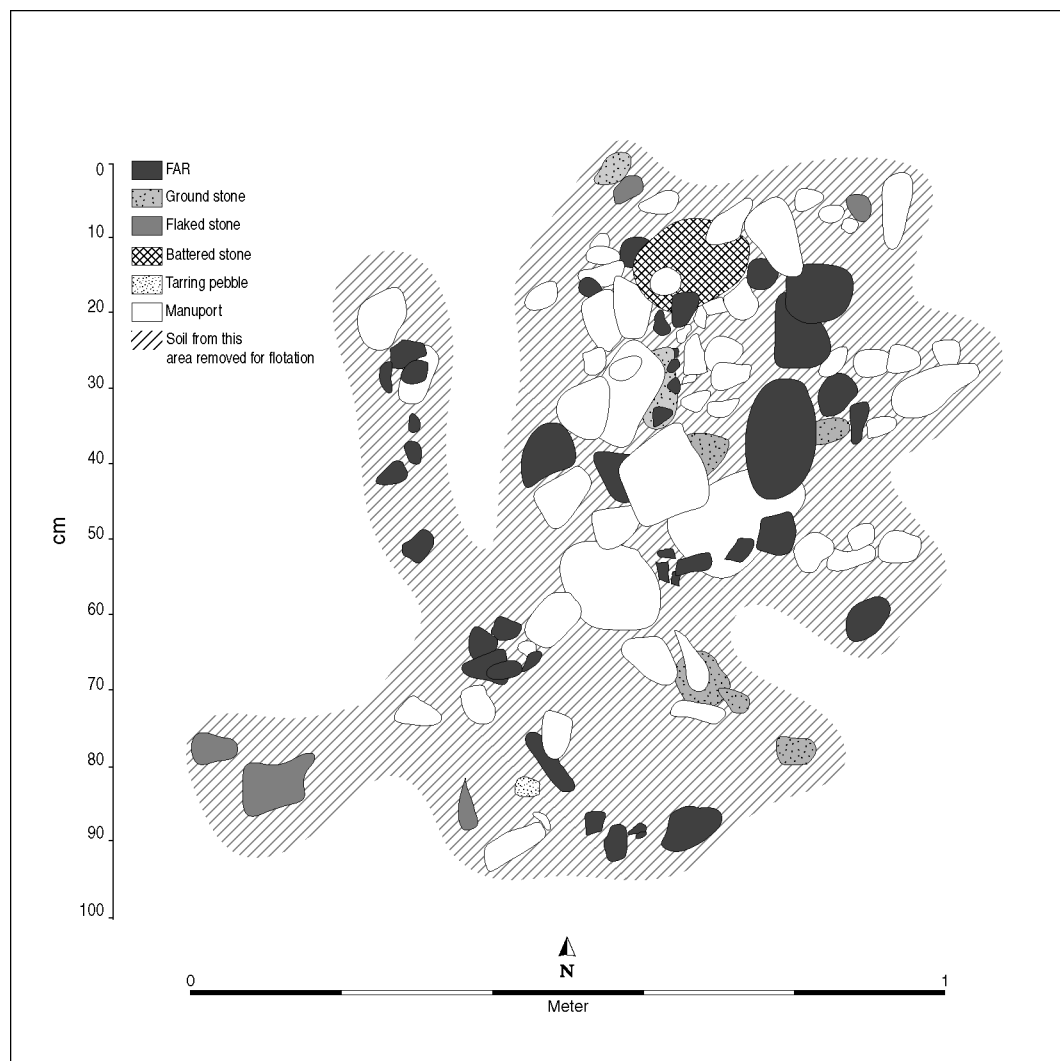 0
10
20
30
40
50
60
70
80
90
100
cm
FAR
Ground stone
Flaked stone
Battered stone
Tarring pebble
Manuport
Soil from this
area removed for flotation
N
0
1
Meter